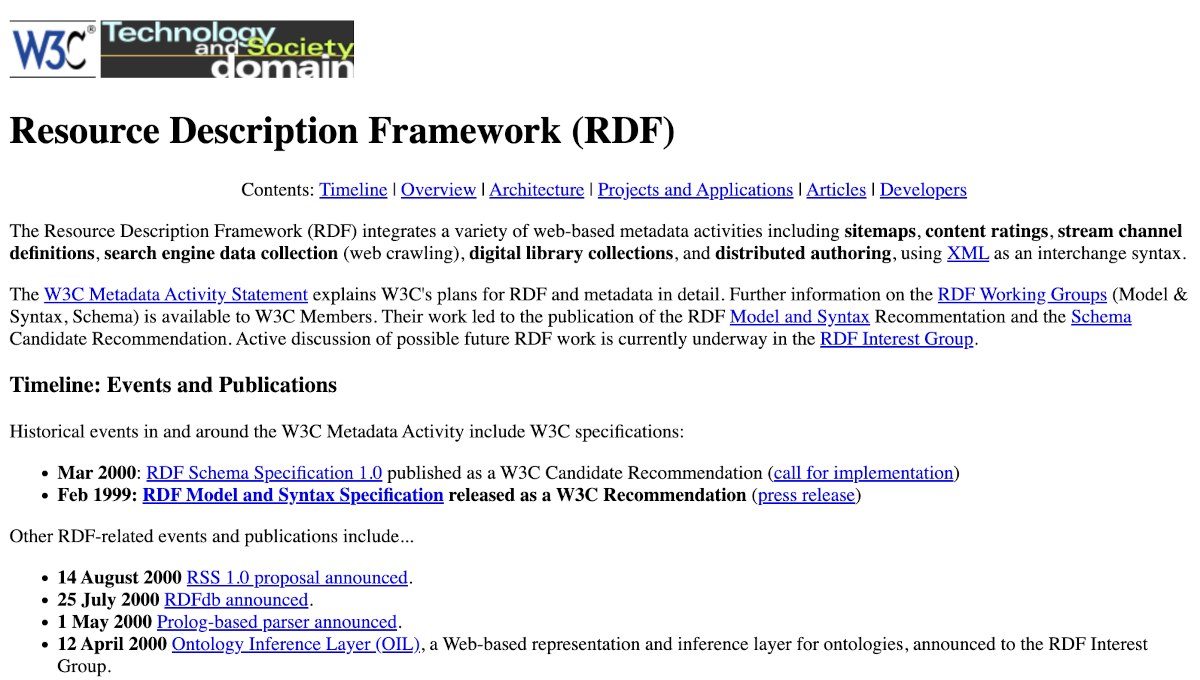 W3C®
Technology
and Society
domain
Resource Description Framework (RDF)
Contents: Timeline | Overview | Architecture | Projects and Applications | Articles | Developers
The Resource Description Framework (RDF) integrates a variety of web-based metadata activities including sitemaps, content ratings, stream channel
definitions, search engine data collection (web crawling), digital library collections, and distributed authoring, using XML as an interchange syntax.
The W3C Metadata Activity Statement explains W3C's plans for RDF and metadata in detail. Further information on the RDF Working Groups (Model &
Syntax, Schema) is available to W3C Members. Their work led to the publication of the RDF Model and Syntax Recommentation and the Schema
Candidate Recommendation. Active discussion of possible future RDF work is currently underway in the RDF Interest Group.
Timeline: Events and Publications
Historical events in and around the W3C Metadata Activity include W3C specifications:
• Mar 2000: RDF Schema Specification 1.0 published as a W3C Candidate Recommendation (call for implementation)
• Feb 1999: RDF Model and Syntax Specification released as a W3C Recommendation (press release)
Other RDF-related events and publications include...
• 14 August 2000 RSS 1.0 proposal announced.
• 25 July 2000 RDFdb announced.
• 1 May 2000 Prolog-based parser announced.
• 12 April 2000 Ontology Inference Layer (OIL), a Web-based representation and inference layer for ontologies, announced to the RDF Interest
Group.